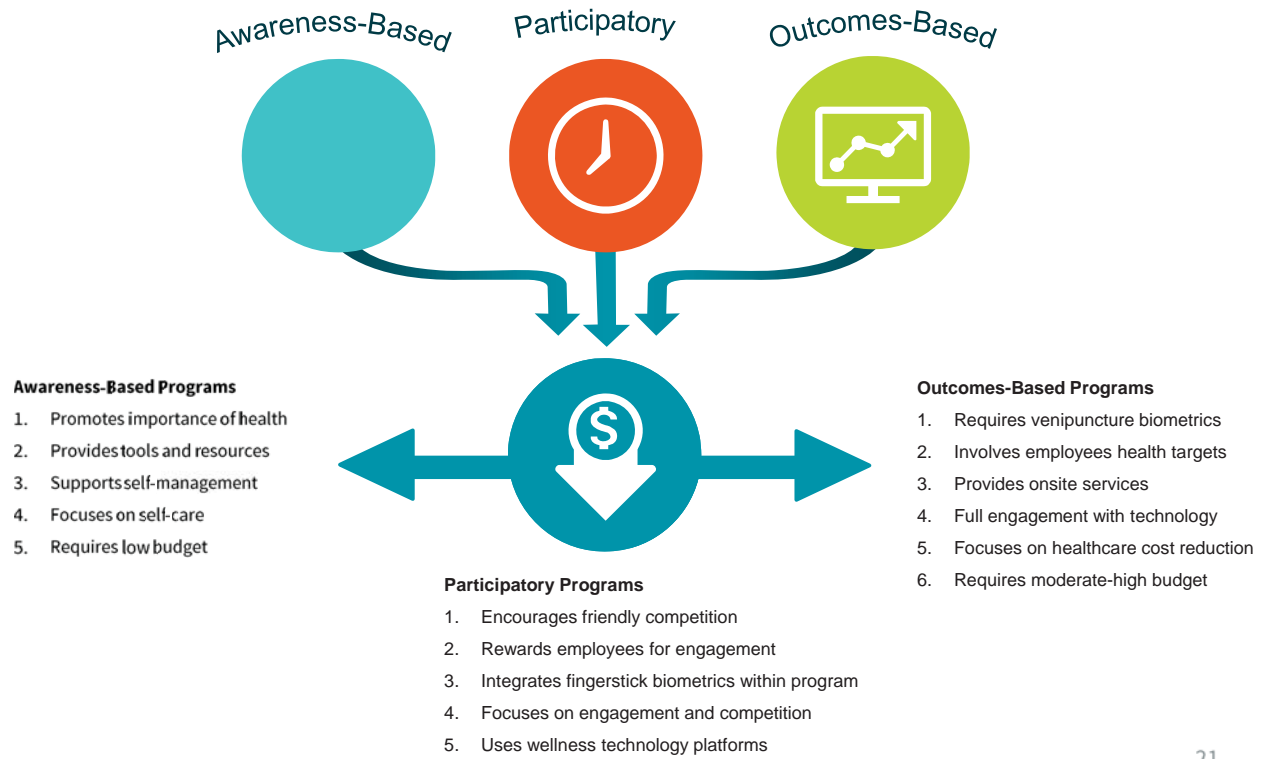 Awareness-Based
Participatory
Outcomes-Based
$
Awareness-Based Programs
1. Promotes importance of health
2. Provides tools and resources
3. Supports self-management
4. Focuses on self-care
5. Requires low budget
Participatory Programs
1. Encourages friendly competition
2. Rewards employees for engagement
3. Integrates fingerstick biometrics within program
4. Focuses on engagement and competition
5. Uses wellness technology platforms
Outcomes-Based Programs
1. Requires venipuncture biometrics
2. Involves employees health targets
3. Provides onsite services
4. Full engagement with technology
5. Focuses on healthcare cost reduction
6. Requires moderate-high budget
21